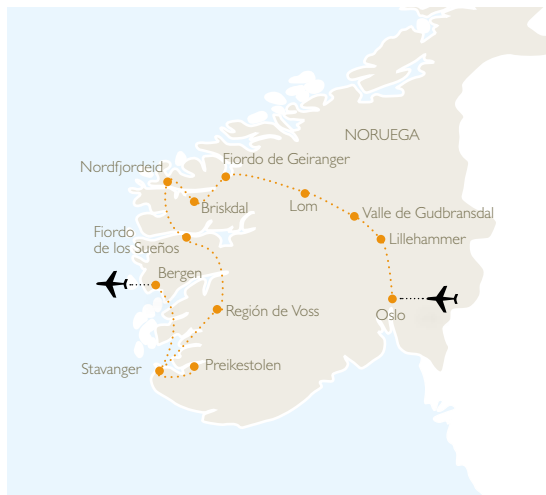 NORUEGA
Fiordo de Geiranger
Nordfjordeid
Briskdal
Lom
Valle de Gudbransdal
Lillehammer
Fiordo
de los Sueños
Bergen
Región de Voss
Oslo
Stavanger
Preikestolen